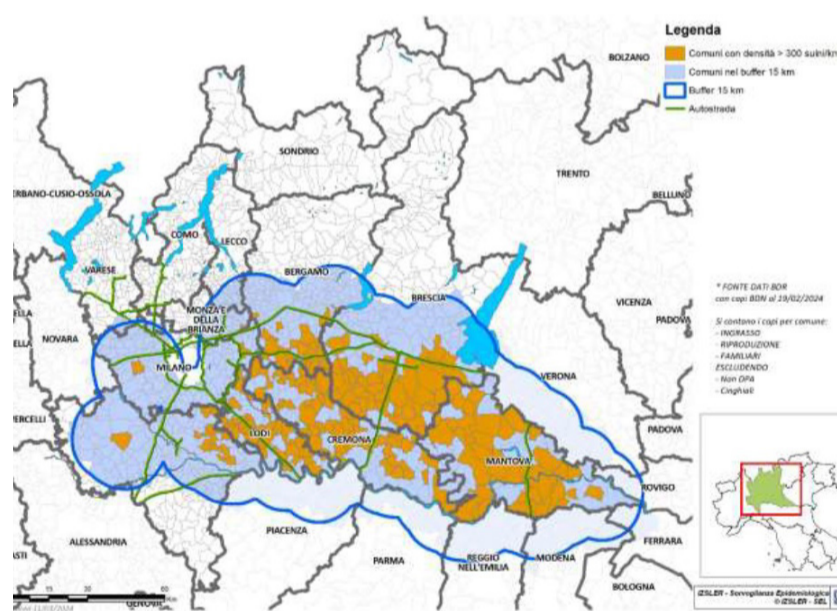 Legenda
Comuni con densità > 300 suini/km
Comuni nel buffer 15 km
Buffer 15 km
Autostrada
BOLZANO
SONDRIO
TRENTO
ERBANO-CUSIO-OSSOLA
BELLUNO
COMO
LECCO
VARESE
BERGAMO
BRESCIA
MONZA E
DELLA
BRIANZA
NOVARA
MILANO
VICENZA
PADOVA
VERONA
* FONTE DATI BDR
con capi BDN al 19/02/2024
Si contano i capi per comune:
- INGRASSO
- RIPRODUZIONE
- FAMILIARI
ESCLUDENDO
- Non DPA
- Cinghiali
ERCELLI
LODI
CREMONA
MANTOVA
PADOVA
ROVIGO
PIACENZA
ALESSANDRIA
PARMA
REGGIO
NELL'EMILIA
MODENA
FERRARA
BOLOGNA
ASTI
GENOVA
IZSLER - Sorveglianza Epidemiologica
© IZSLER - SEL